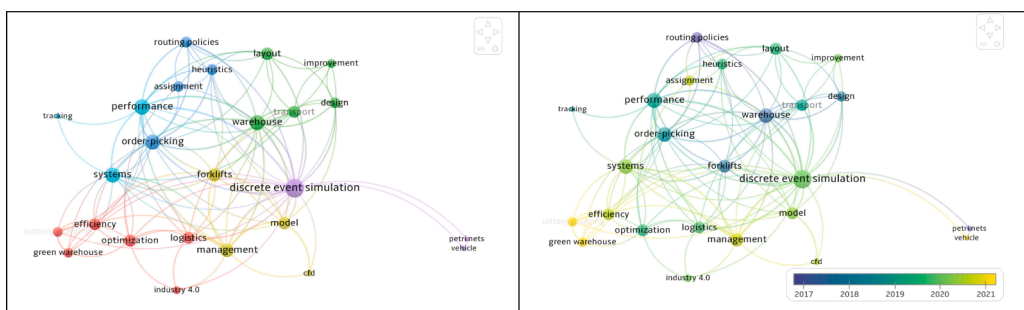 routing policies
layout
improvement
heuristics
assignment
design
performance
transport
tracking
warehouse
order-picking
systems
forklifts
discrete event simulation
efficiency
model
battery
optimization
logistics
petri nets
vehicle
green warehouse
management
cfd
industry 4.0
routing policies
layout
improvement
heuristics
assignment
design
performance
transport
tracking
warehouse
order-picking
systems
forklifts
discrete event simulation
efficiency
model
battery
optimization
logistics
petri nets
vehicle
green warehouse
management
cfd
industry 4.0
2017 2018 2019 2020 2021